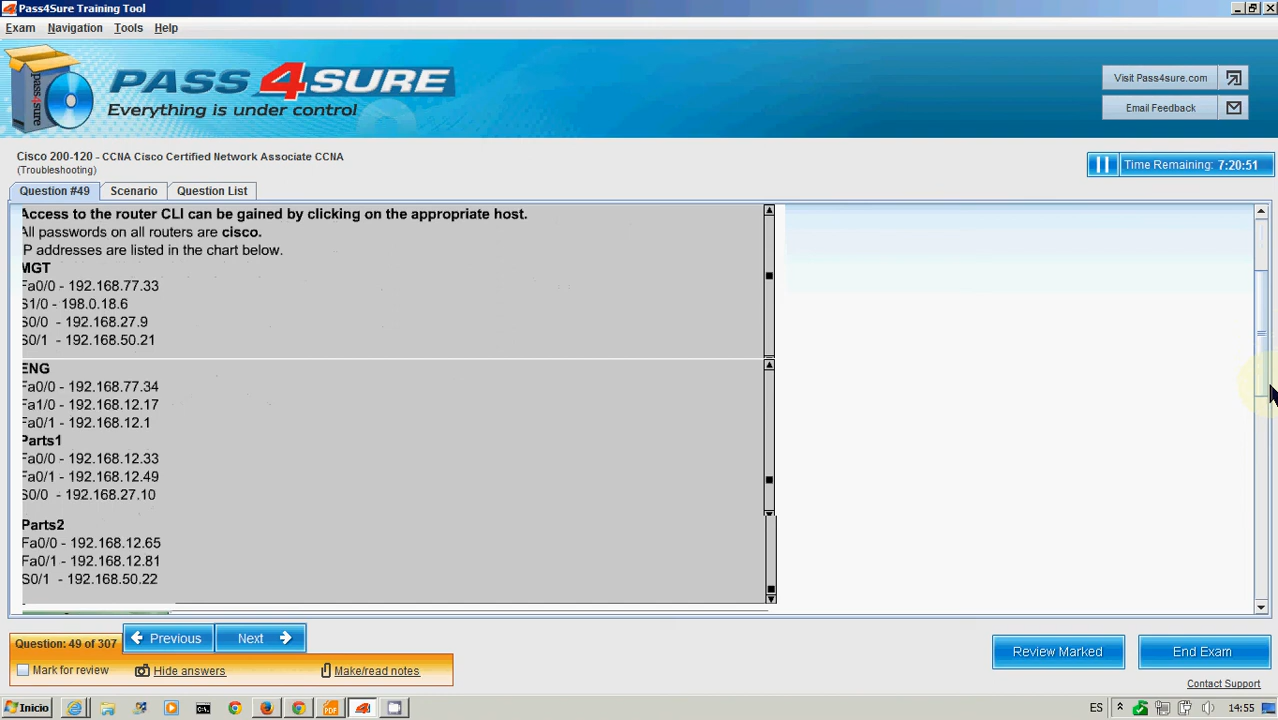 Pass4Sure Training Tool
Exam Navigation Tools Help
PASS 4SURE
Everything is under control
pass4sure
Visit Pass4sure.com
Email Feedback
Cisco 200-120 - CCNA Cisco Certified Network Associate CCNA
(Troubleshooting)
Time Remaining: 7:20:51
Question #49 Scenario Question List
Access to the router CLI can be gained by clicking on the appropriate host.
All passwords on all routers are cisco.
IP addresses are listed in the chart below.
MGT
Fa0/0 - 192.168.77.33
S1/0 - 198.0.18.6
S0/0 - 192.168.27.9
S0/1 - 192.168.50.21
ENG
Fa0/0 - 192.168.77.34
Fa1/0 - 192.168.12.17
Fa0/1 - 192.168.12.1
Parts1
Fa0/0 - 192.168.12.33
Fa0/1 - 192.168.12.49
S0/0 - 192.168.27.10
Parts2
Fa0/0 - 192.168.12.65
Fa0/1 - 192.168.12.81
S0/1 - 192.168.50.22
Question: 49 of 307
Previous Next
Review Marked End Exam
Mark for review Hide answers Make/read notes
Contact Support
Inicio
PDF
ES 14:55